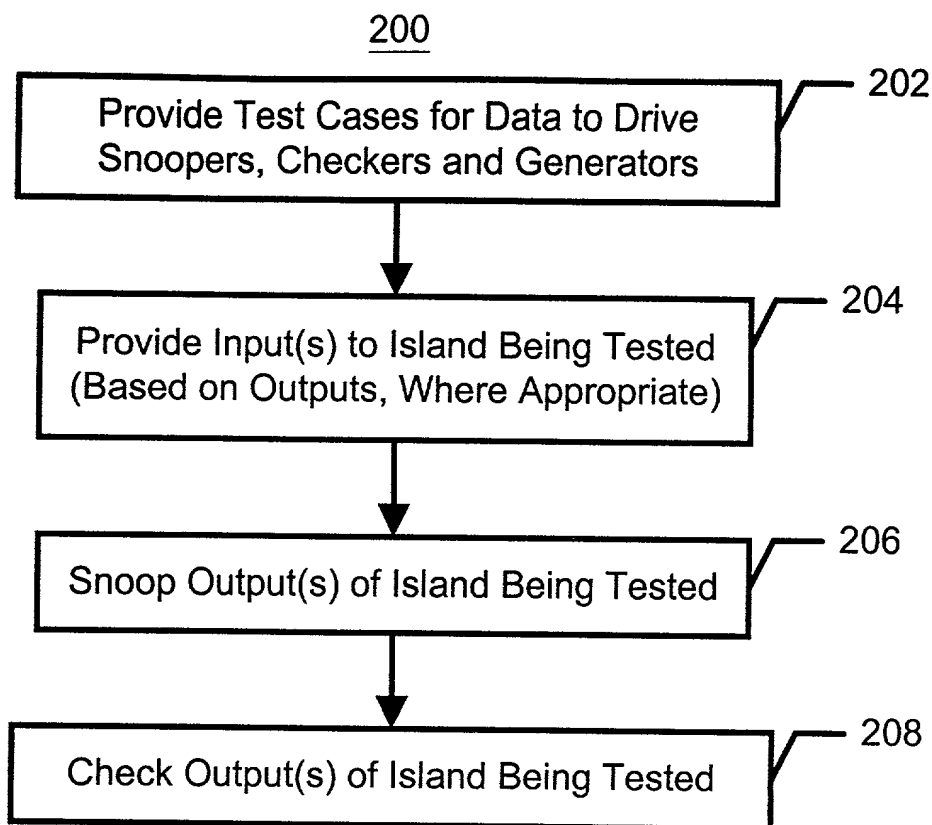 200
202
Provide Test Cases for Data to Drive
Snoopers, Checkers and Generators
204
Provide Input(s) to Island Being Tested
(Based on Outputs, Where Appropriate)
206
Snoop Output(s) of Island Being Tested
208
Check Output(s) of Island Being Tested